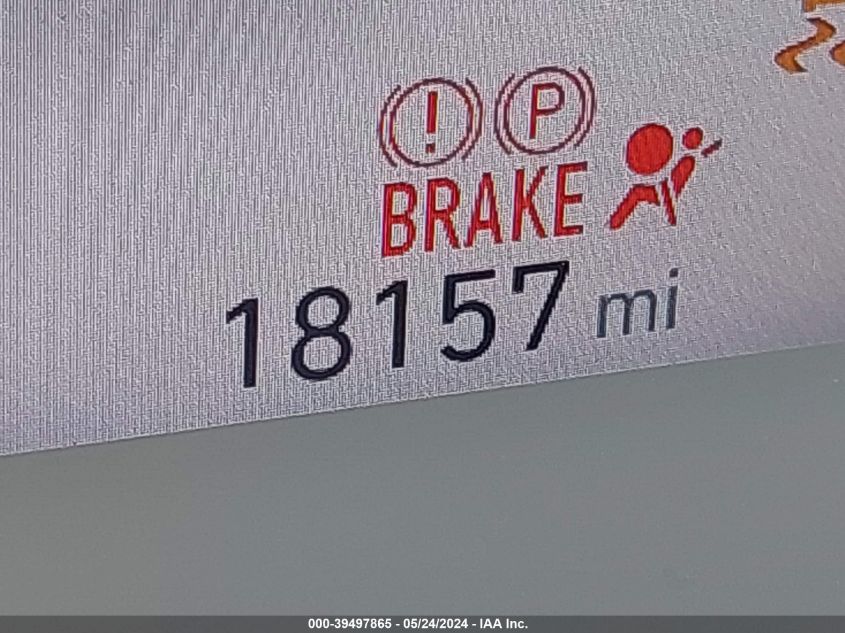 ! P
BRAKE
18157 mi
000-39497865 - 05/24/2024 - IAA Inc.